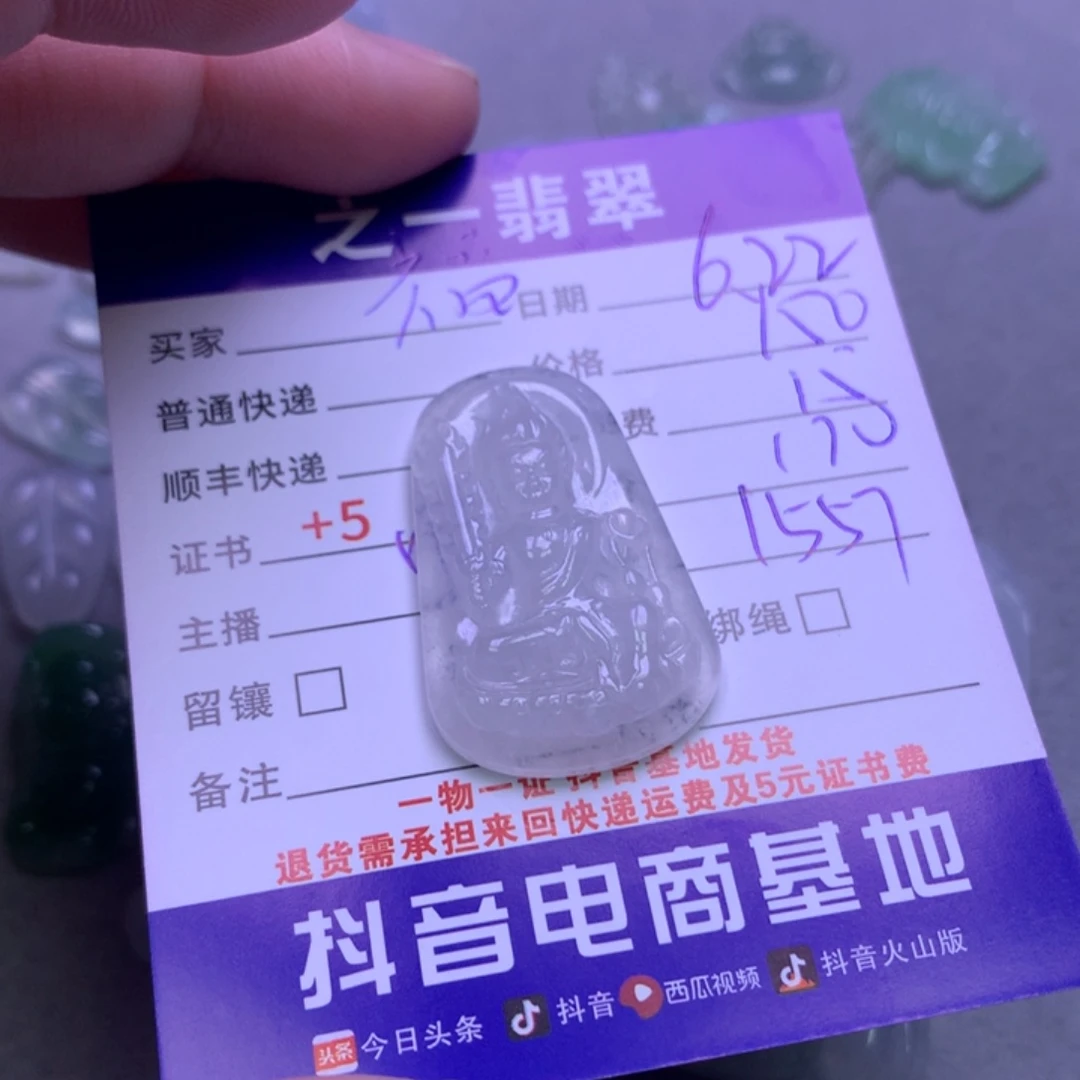 之一翡翠
买家 日期 622
普通快递 价格 150
顺丰快递 费
170
证书 +5 1557
主播 绑绳
留镶
备注
一物一证 抖音基地发货
退货需承担来回快递运费及5元证书费
抖音电商基地
头条 今日头条 抖音 西瓜视频 抖音火山版